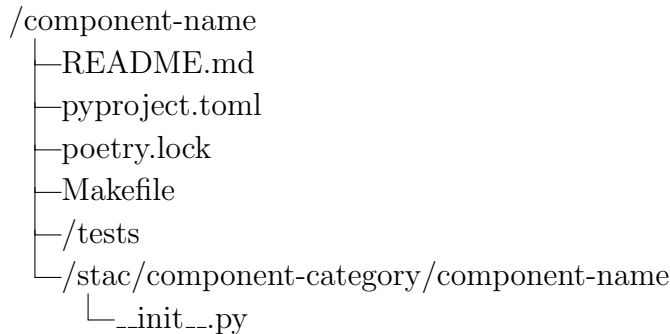 /component-name
README.md
pyproject.toml
poetry.lock
Makefile
/tests
/stac/component-category/component-name
__init__.py